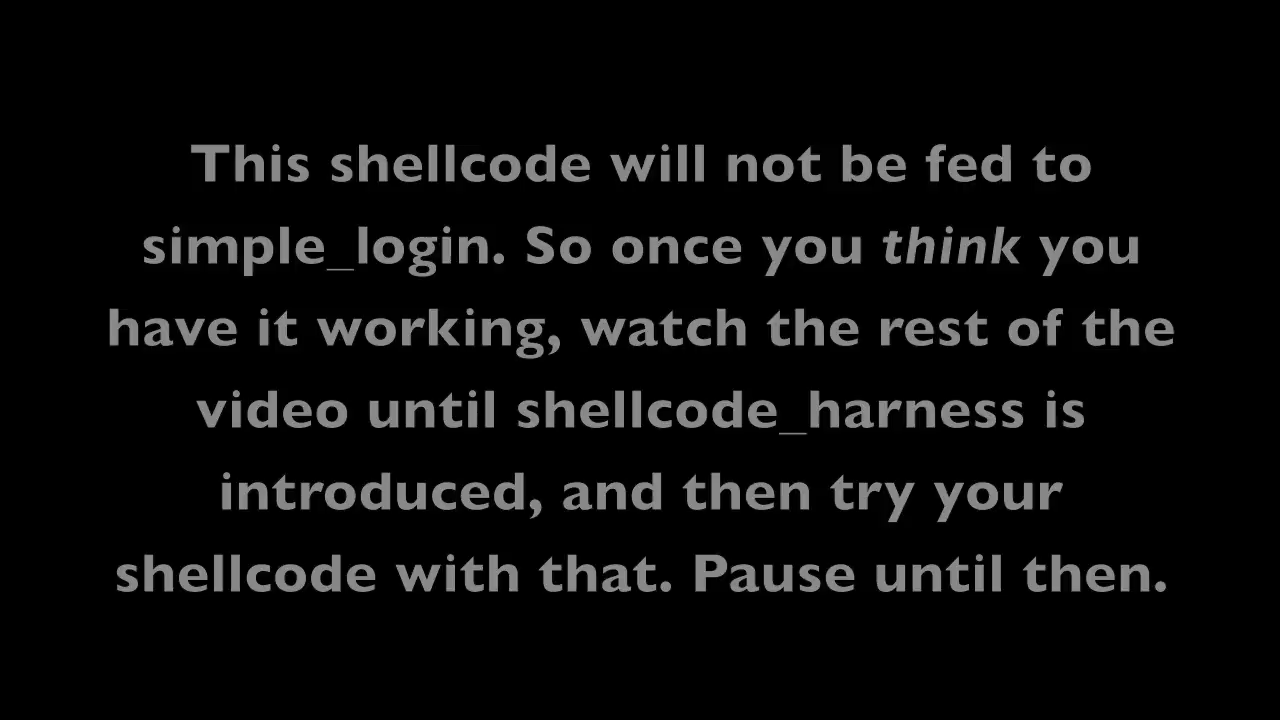 This shellcode will not be fed to
simple_login. So once you think you
have it working, watch the rest of the
video until shellcode_harness is
introduced, and then try your
shellcode with that. Pause until then.